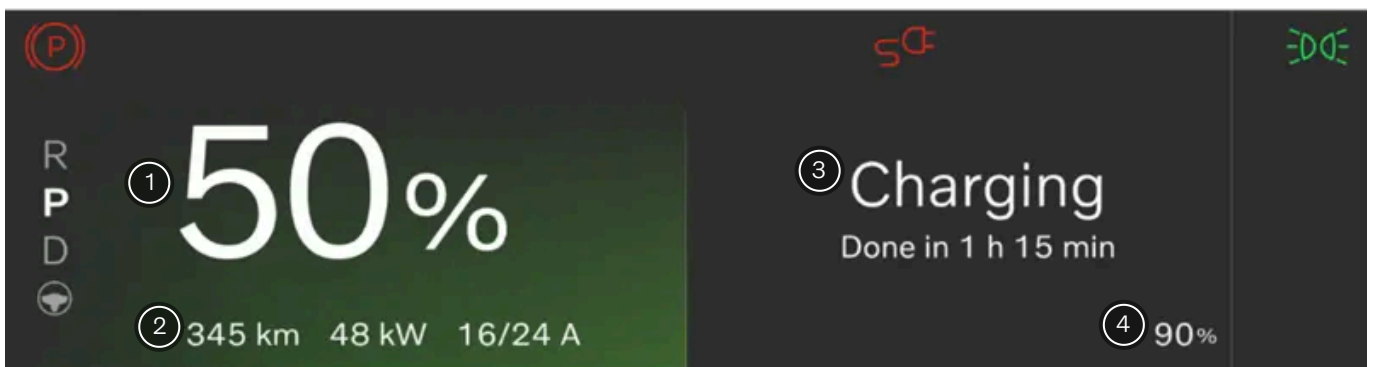 P
R
P
D
1 50%
2 345 km 48 kW 16/24 A
3 Charging
Done in 1 h 15 min
4 90%